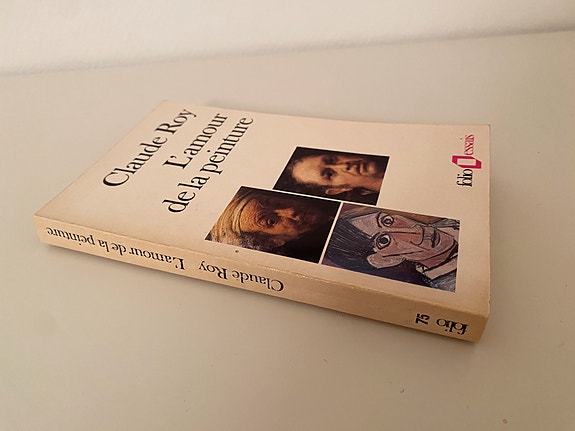 Claude Roy
L'amour
de la peinture
folio essais
Claude Roy L'amour de la peinture
75
folio